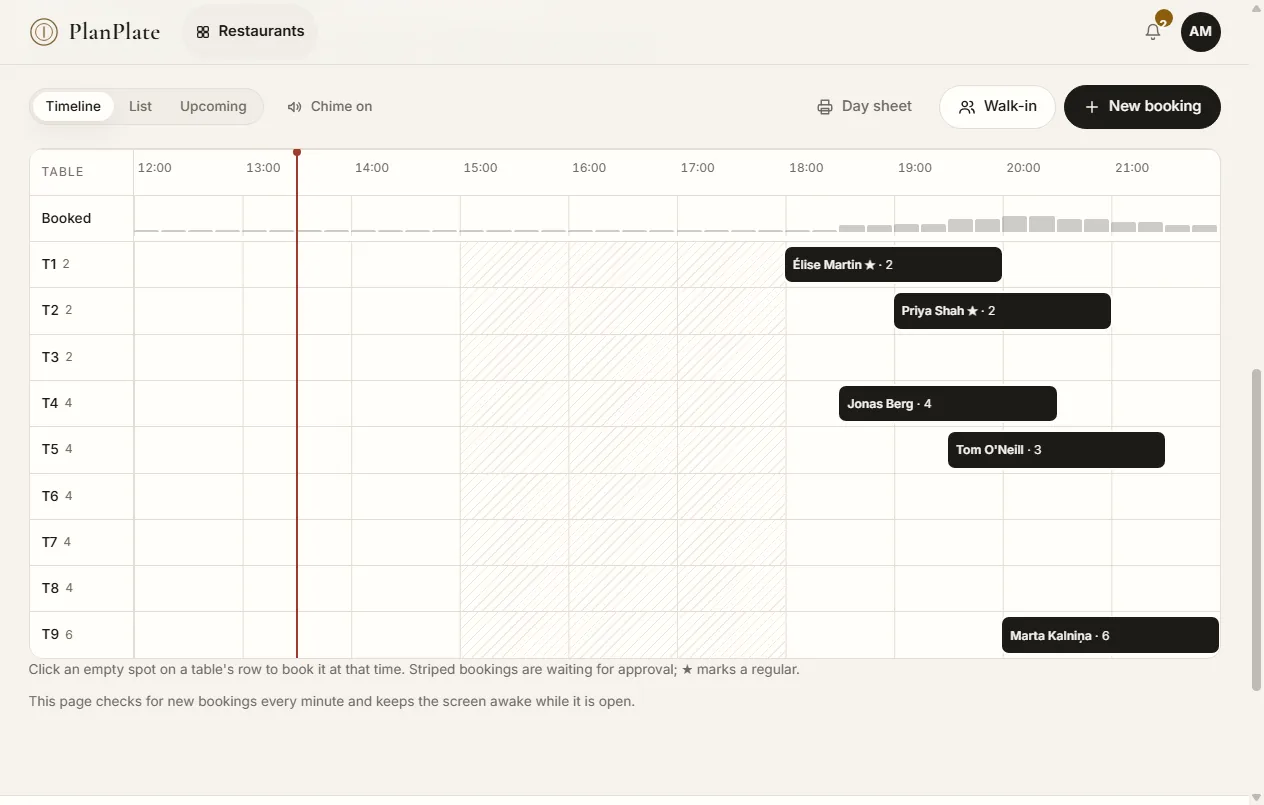 PlanPlate
Restaurants
2
AM
Timeline
List
Upcoming
Chime on
Day sheet
Walk-in
+ New booking
TABLE 12:00 13:00 14:00 15:00 16:00 17:00 18:00 19:00 20:00 21:00
Booked
T1 2 Élise Martin ★ · 2
T2 2 Priya Shah ★ · 2
T3 2
T4 4 Jonas Berg · 4
T5 4 Tom O'Neill · 3
T6 4
T7 4
T8 4
T9 6 Marta Kalniņa · 6
Click an empty spot on a table's row to book it at that time. Striped bookings are waiting for approval; ★ marks a regular.
This page checks for new bookings every minute and keeps the screen awake while it is open.